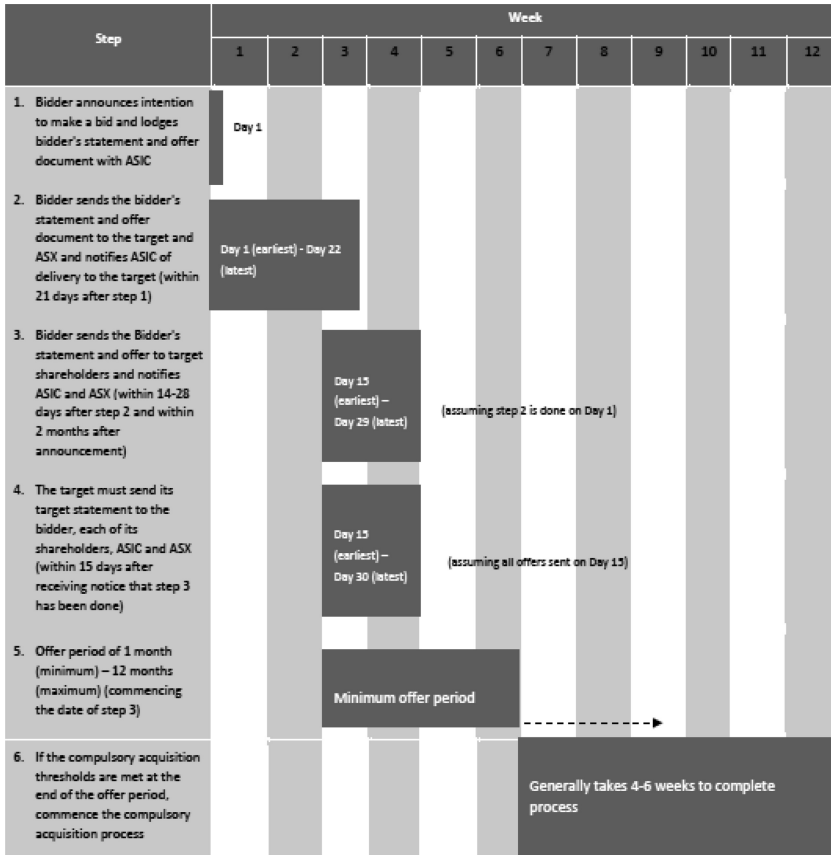 Step
Week
1 2 3 4 5 6 7 8 9 10 11 12
1. Bidder announces intention
to make a bid and lodges
bidder's statement and offer
document with ASIC
Day 1
2. Bidder sends the bidder's
statement and offer
document to the target and
ASX and notifies ASIC of
delivery to the target (within
21 days after step 1)
Day 1 (earliest) - Day 22
(latest)
3. Bidder sends the Bidder's
statement and offer to target
shareholders and notifies
ASIC and ASX (within 14-28
days after step 2 and within
2 months after
announcement)
Day 15
(earliest) –
Day 29 (latest)
(assuming step 2 is done on Day 1)
4. The target must send its
target statement to the
bidder, each of its
shareholders, ASIC and ASX
(within 15 days after
receiving notice that step 3
has been done)
Day 15
(earliest) –
Day 30 (latest)
(assuming all offers sent on Day 15)
5. Offer period of 1 month
(minimum) – 12 months
(maximum) (commencing
the date of step 3)
Minimum offer period
6. If the compulsory acquisition
thresholds are met at the
end of the offer period,
commence the compulsory
acquisition process
Generally takes 4-6 weeks to complete
process